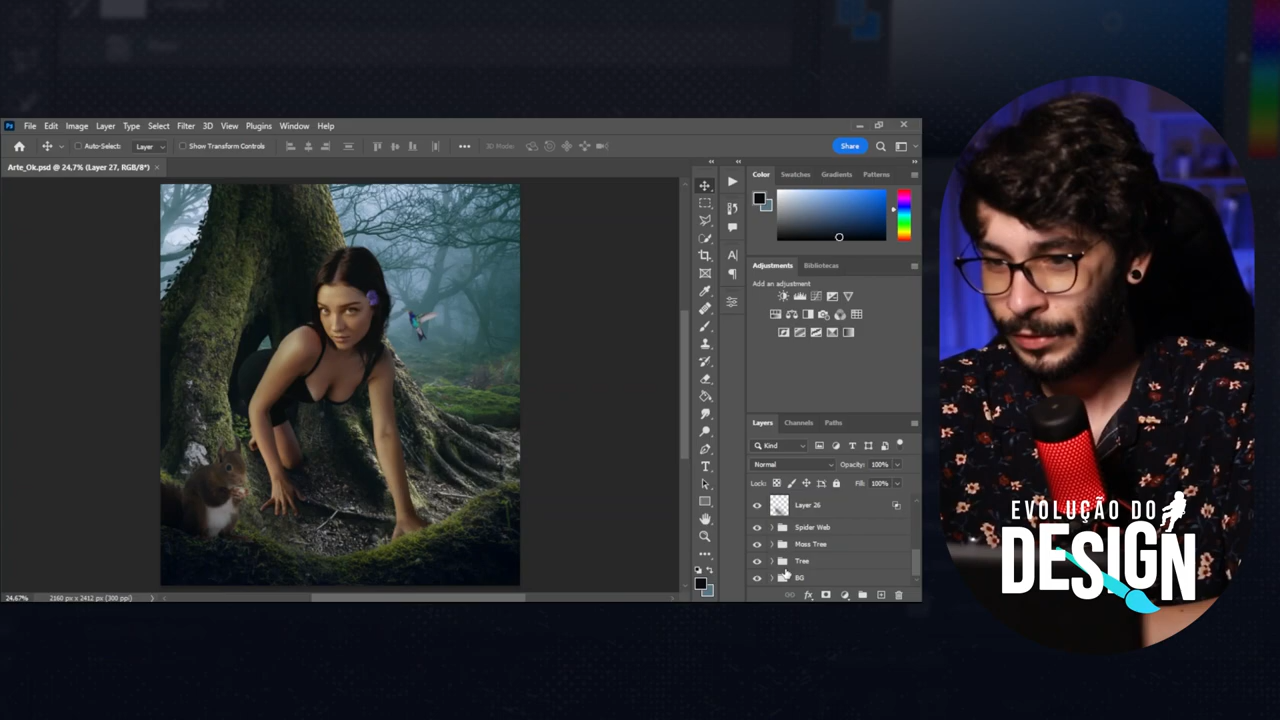 Ps File Edit Image Layer Type Select Filter 3D View Plugins Window Help
Auto-Select: Layer Show Transform Controls 3D Mode: Share
Arte_Ok.psd @ 24,7% (Layer 27, RGB/8*) ×
Color Swatches Gradients Patterns
Adjustments Bibliotecas
Add an adjustment
Layers Channels Paths
Kind
Normal Opacity: 100%
Lock: Fill: 100%
Layer 26
Spider Web
Moss Tree
Tree
BG
24.67% 2160 px x 2412 px (300 ppi)
EVOLUÇÃO DO
DESIGN